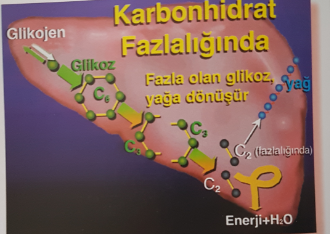 Karbonhidrat
Fazlalığında
Glikojen
Glikoz
Fazla olan glikoz,
yağa dönüşür
yağ
C₆
C₃
C₃
C₂ (fazlalığında)
C₂
Enerji+H₂O